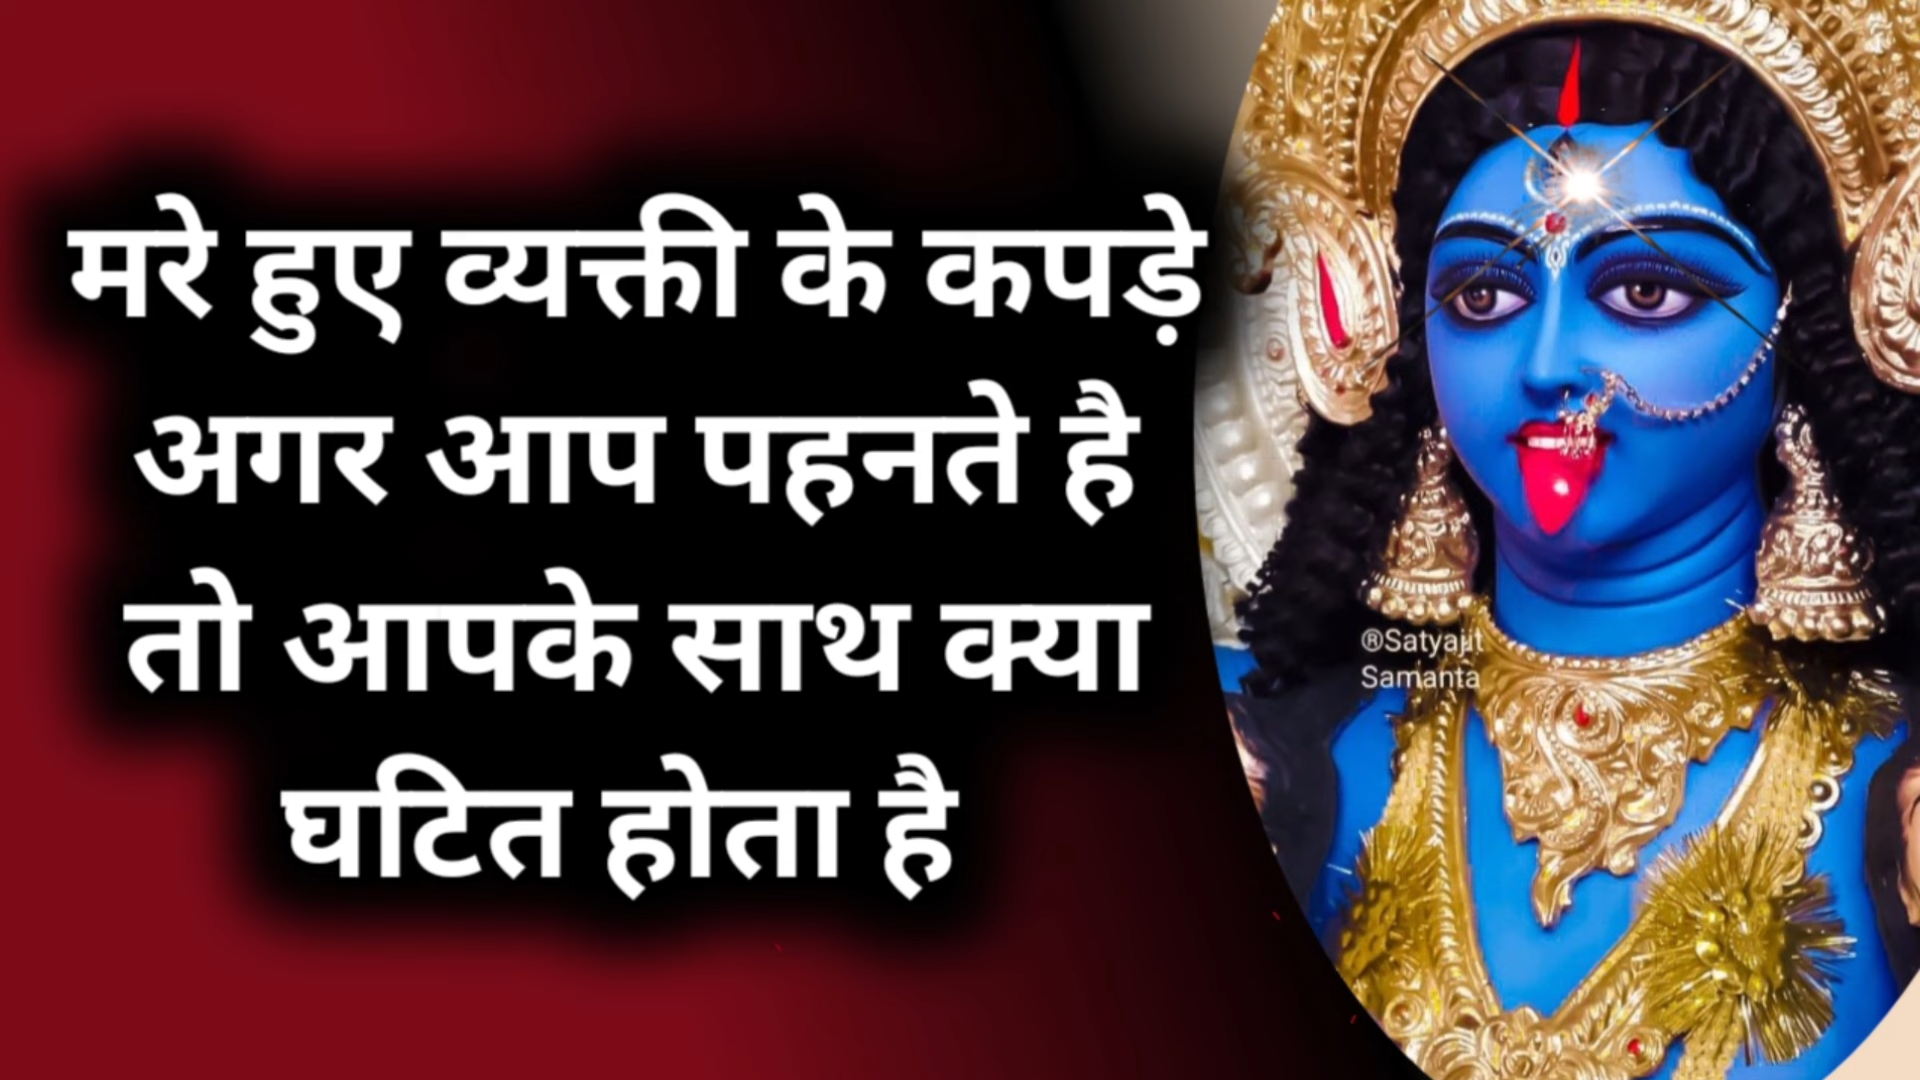 मरे हुए व्यक्ती के कपड़े
अगर आप पहनते है
तो आपके साथ क्या
घटित होता है
®Satyajit
Samanta